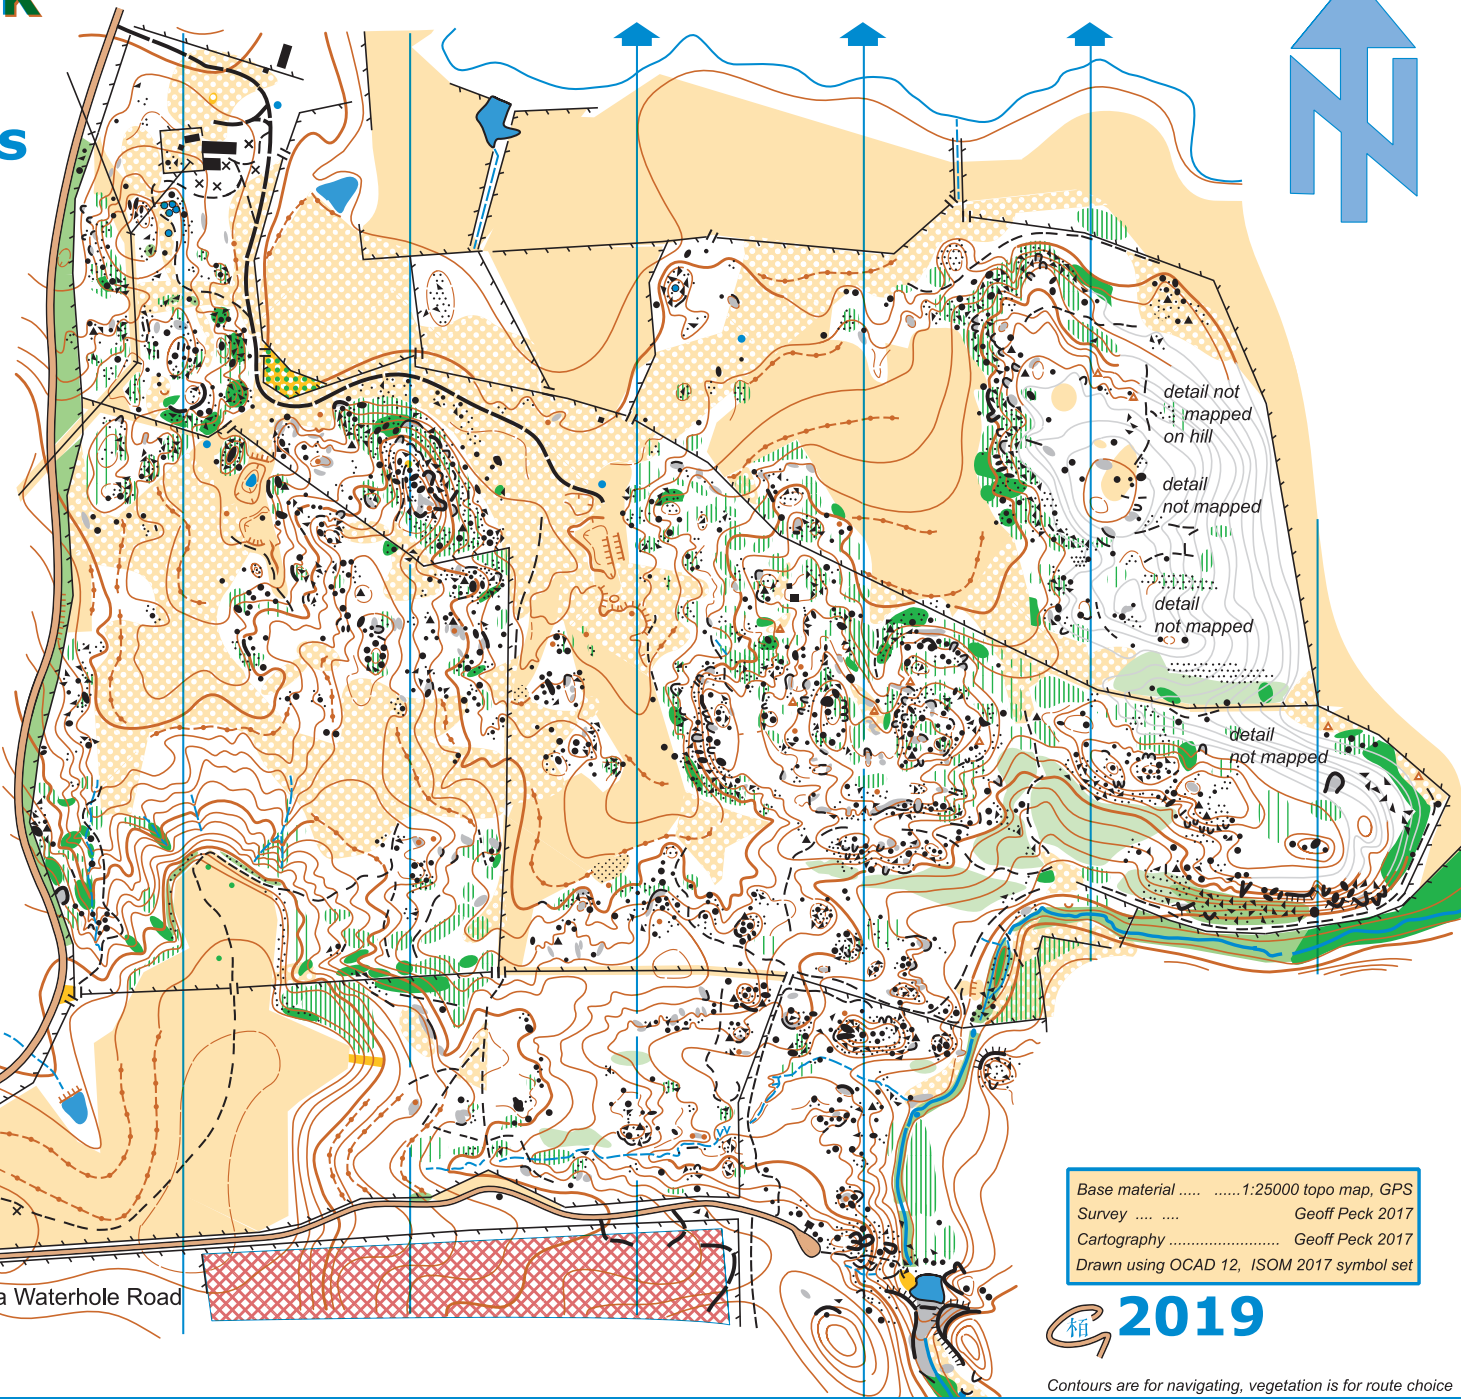 k
s
detail not
mapped
on hill
detail
not mapped
detail
not mapped
detail
not mapped
E
Base material ..... ......1:25000 topo map, GPS
Survey .... .... Geoff Peck 2017
Cartography .......................... Geoff Peck 2017
Drawn using OCAD 12, ISOM 2017 symbol set
a Waterhole Road
栢 2019
Contours are for navigating, vegetation is for route choice